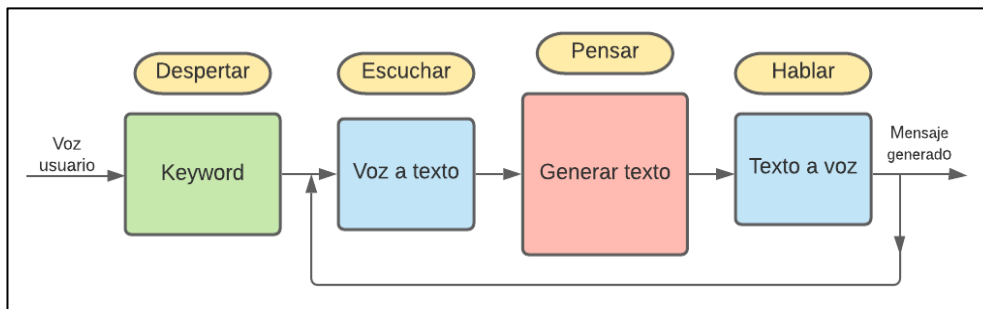 Despertar
Escuchar
Pensar
Hablar
Voz
usuario
Keyword
Voz a texto
Generar texto
Texto a voz
Mensaje
generado